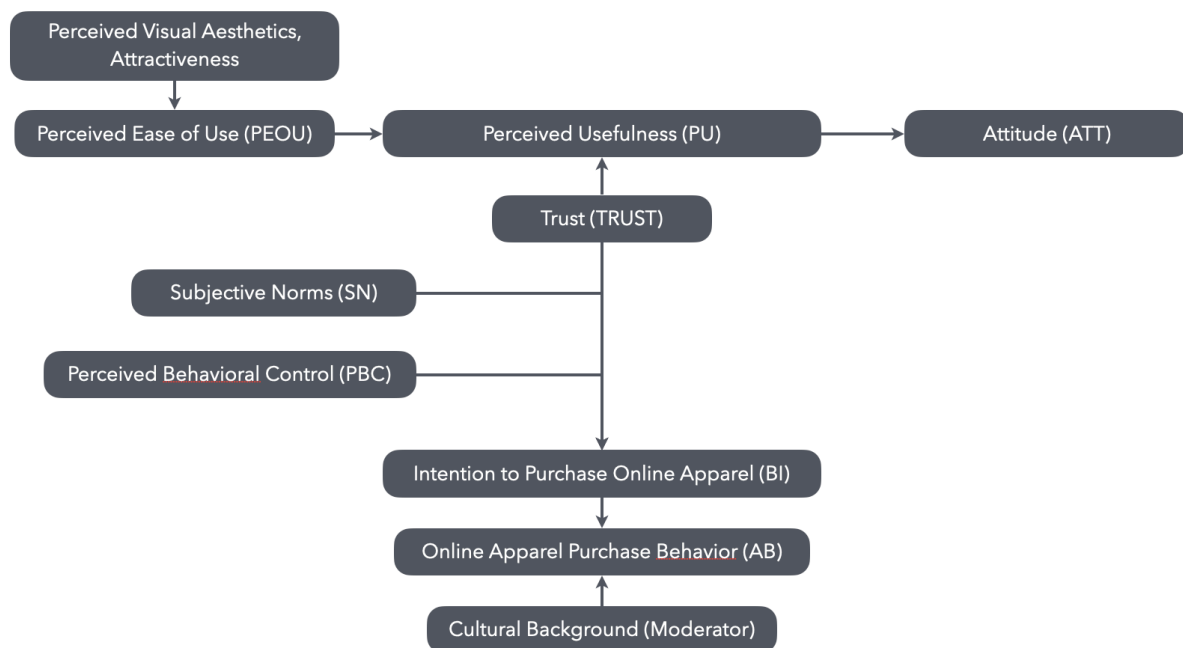 Perceived Visual Aesthetics,
Attractiveness
Perceived Ease of Use (PEOU)
Perceived Usefulness (PU)
Attitude (ATT)
Trust (TRUST)
Subjective Norms (SN)
Perceived Behavioral Control (PBC)
Intention to Purchase Online Apparel (BI)
Online Apparel Purchase Behavior (AB)
Cultural Background (Moderator)